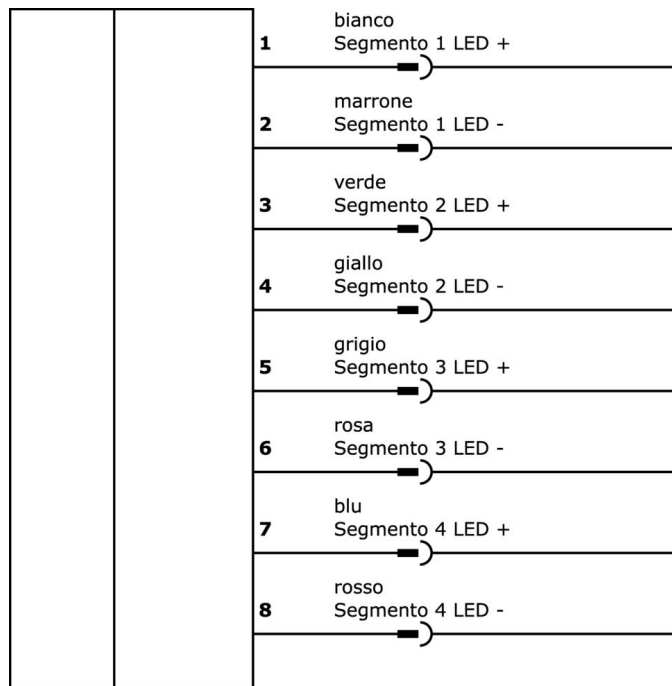 bianco
1 Segmento 1 LED +
marrone
2 Segmento 1 LED -
verde
3 Segmento 2 LED +
giallo
4 Segmento 2 LED -
grigio
5 Segmento 3 LED +
rosa
6 Segmento 3 LED -
blu
7 Segmento 4 LED +
rosso
8 Segmento 4 LED -